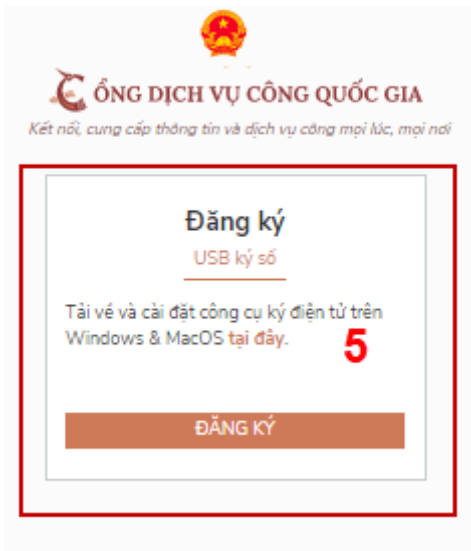 CỔNG DỊCH VỤ CÔNG QUỐC GIA
Kết nối, cung cấp thông tin và dịch vụ công mọi lúc, mọi nơi
Đăng ký
USB ký số
Tải về và cài đặt công cụ ký điện tử trên
Windows & MacOS tại đây.
5
ĐĂNG KÝ